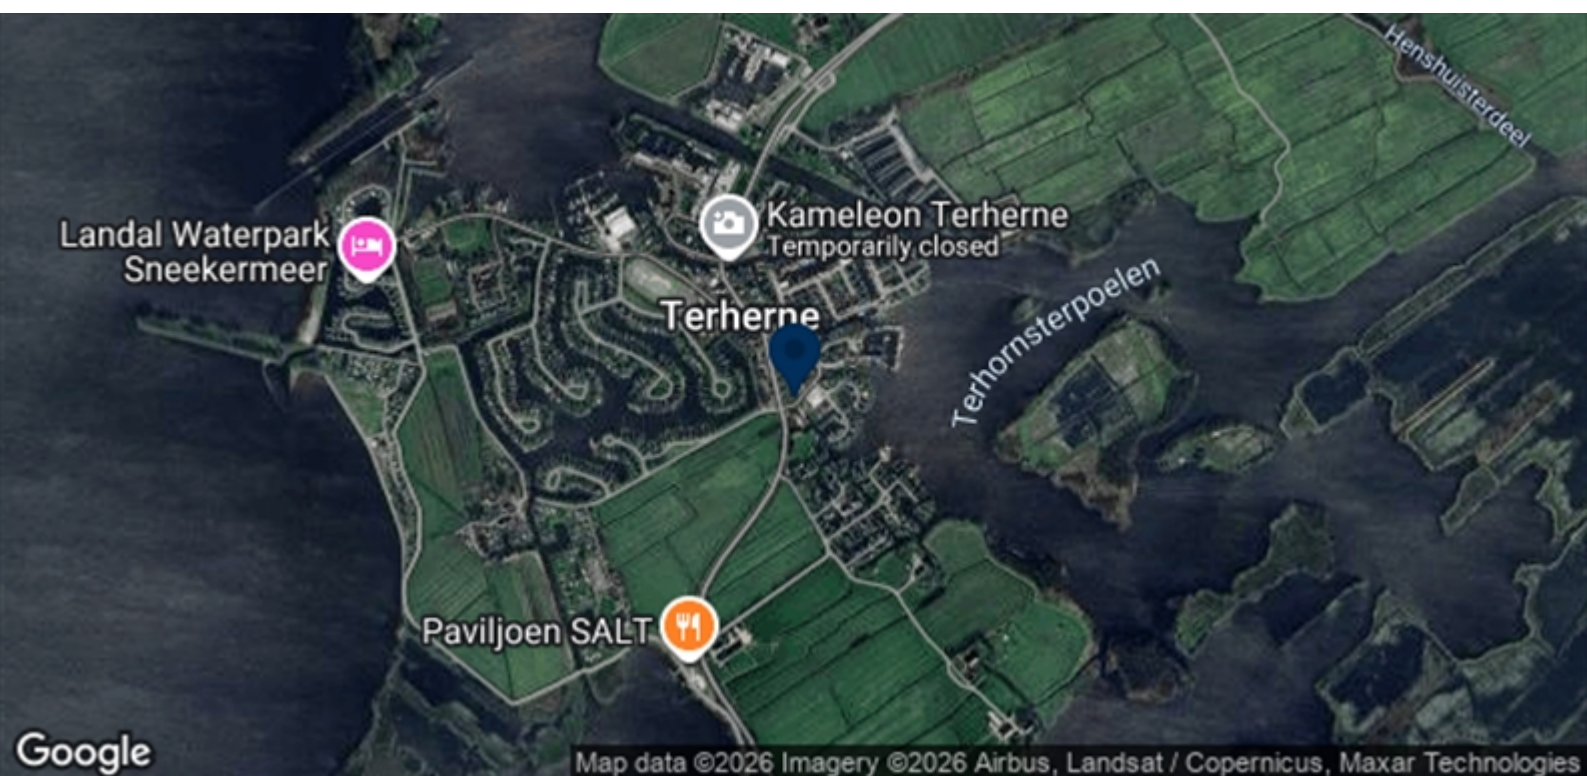 Henshuisterdeel
Kameleon Terherne
Temporarily closed
Landal Waterpark
Sneekermeer
Terherne
Terhornsterpoelen
Paviljoen SALT
Google
Map data ©2026 Imagery ©2026 Airbus, Landsat / Copernicus, Maxar Technologies